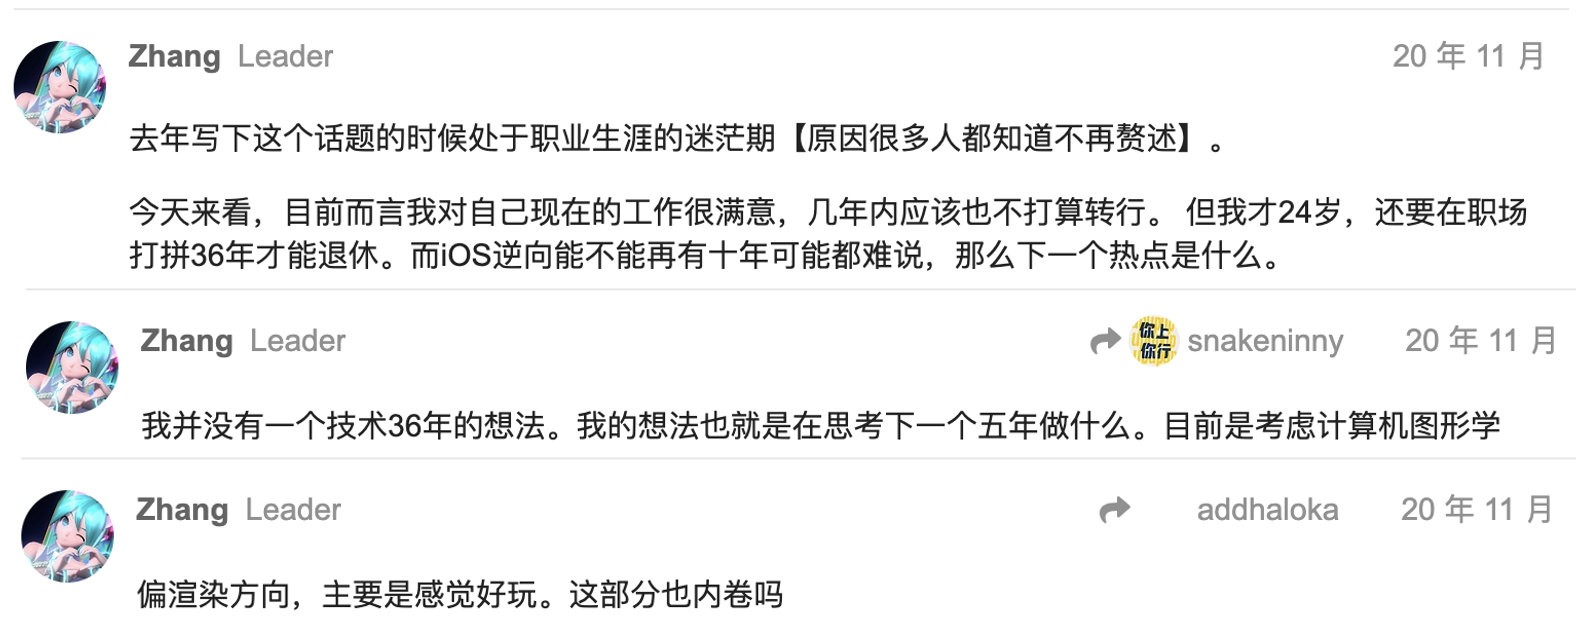 Zhang Leader 20 年 11 月
去年写下这个话题的时候处于职业生涯的迷茫期【原因很多人都知道不再赘述】。
今天来看，目前而言我对自己现在的工作很满意，几年内应该也不打算转行。 但我才24岁，还要在职场
打拼36年才能退休。而iOS逆向能不能再有十年可能都难说，那么下一个热点是什么。
Zhang Leader 你上你行 snakeninny 20 年 11 月
我并没有一个技术36年的想法。我的想法也就是在思考下一个五年做什么。目前是考虑计算机图形学
Zhang Leader addhaloka 20 年 11 月
偏渲染方向，主要是感觉好玩。这部分也内卷吗